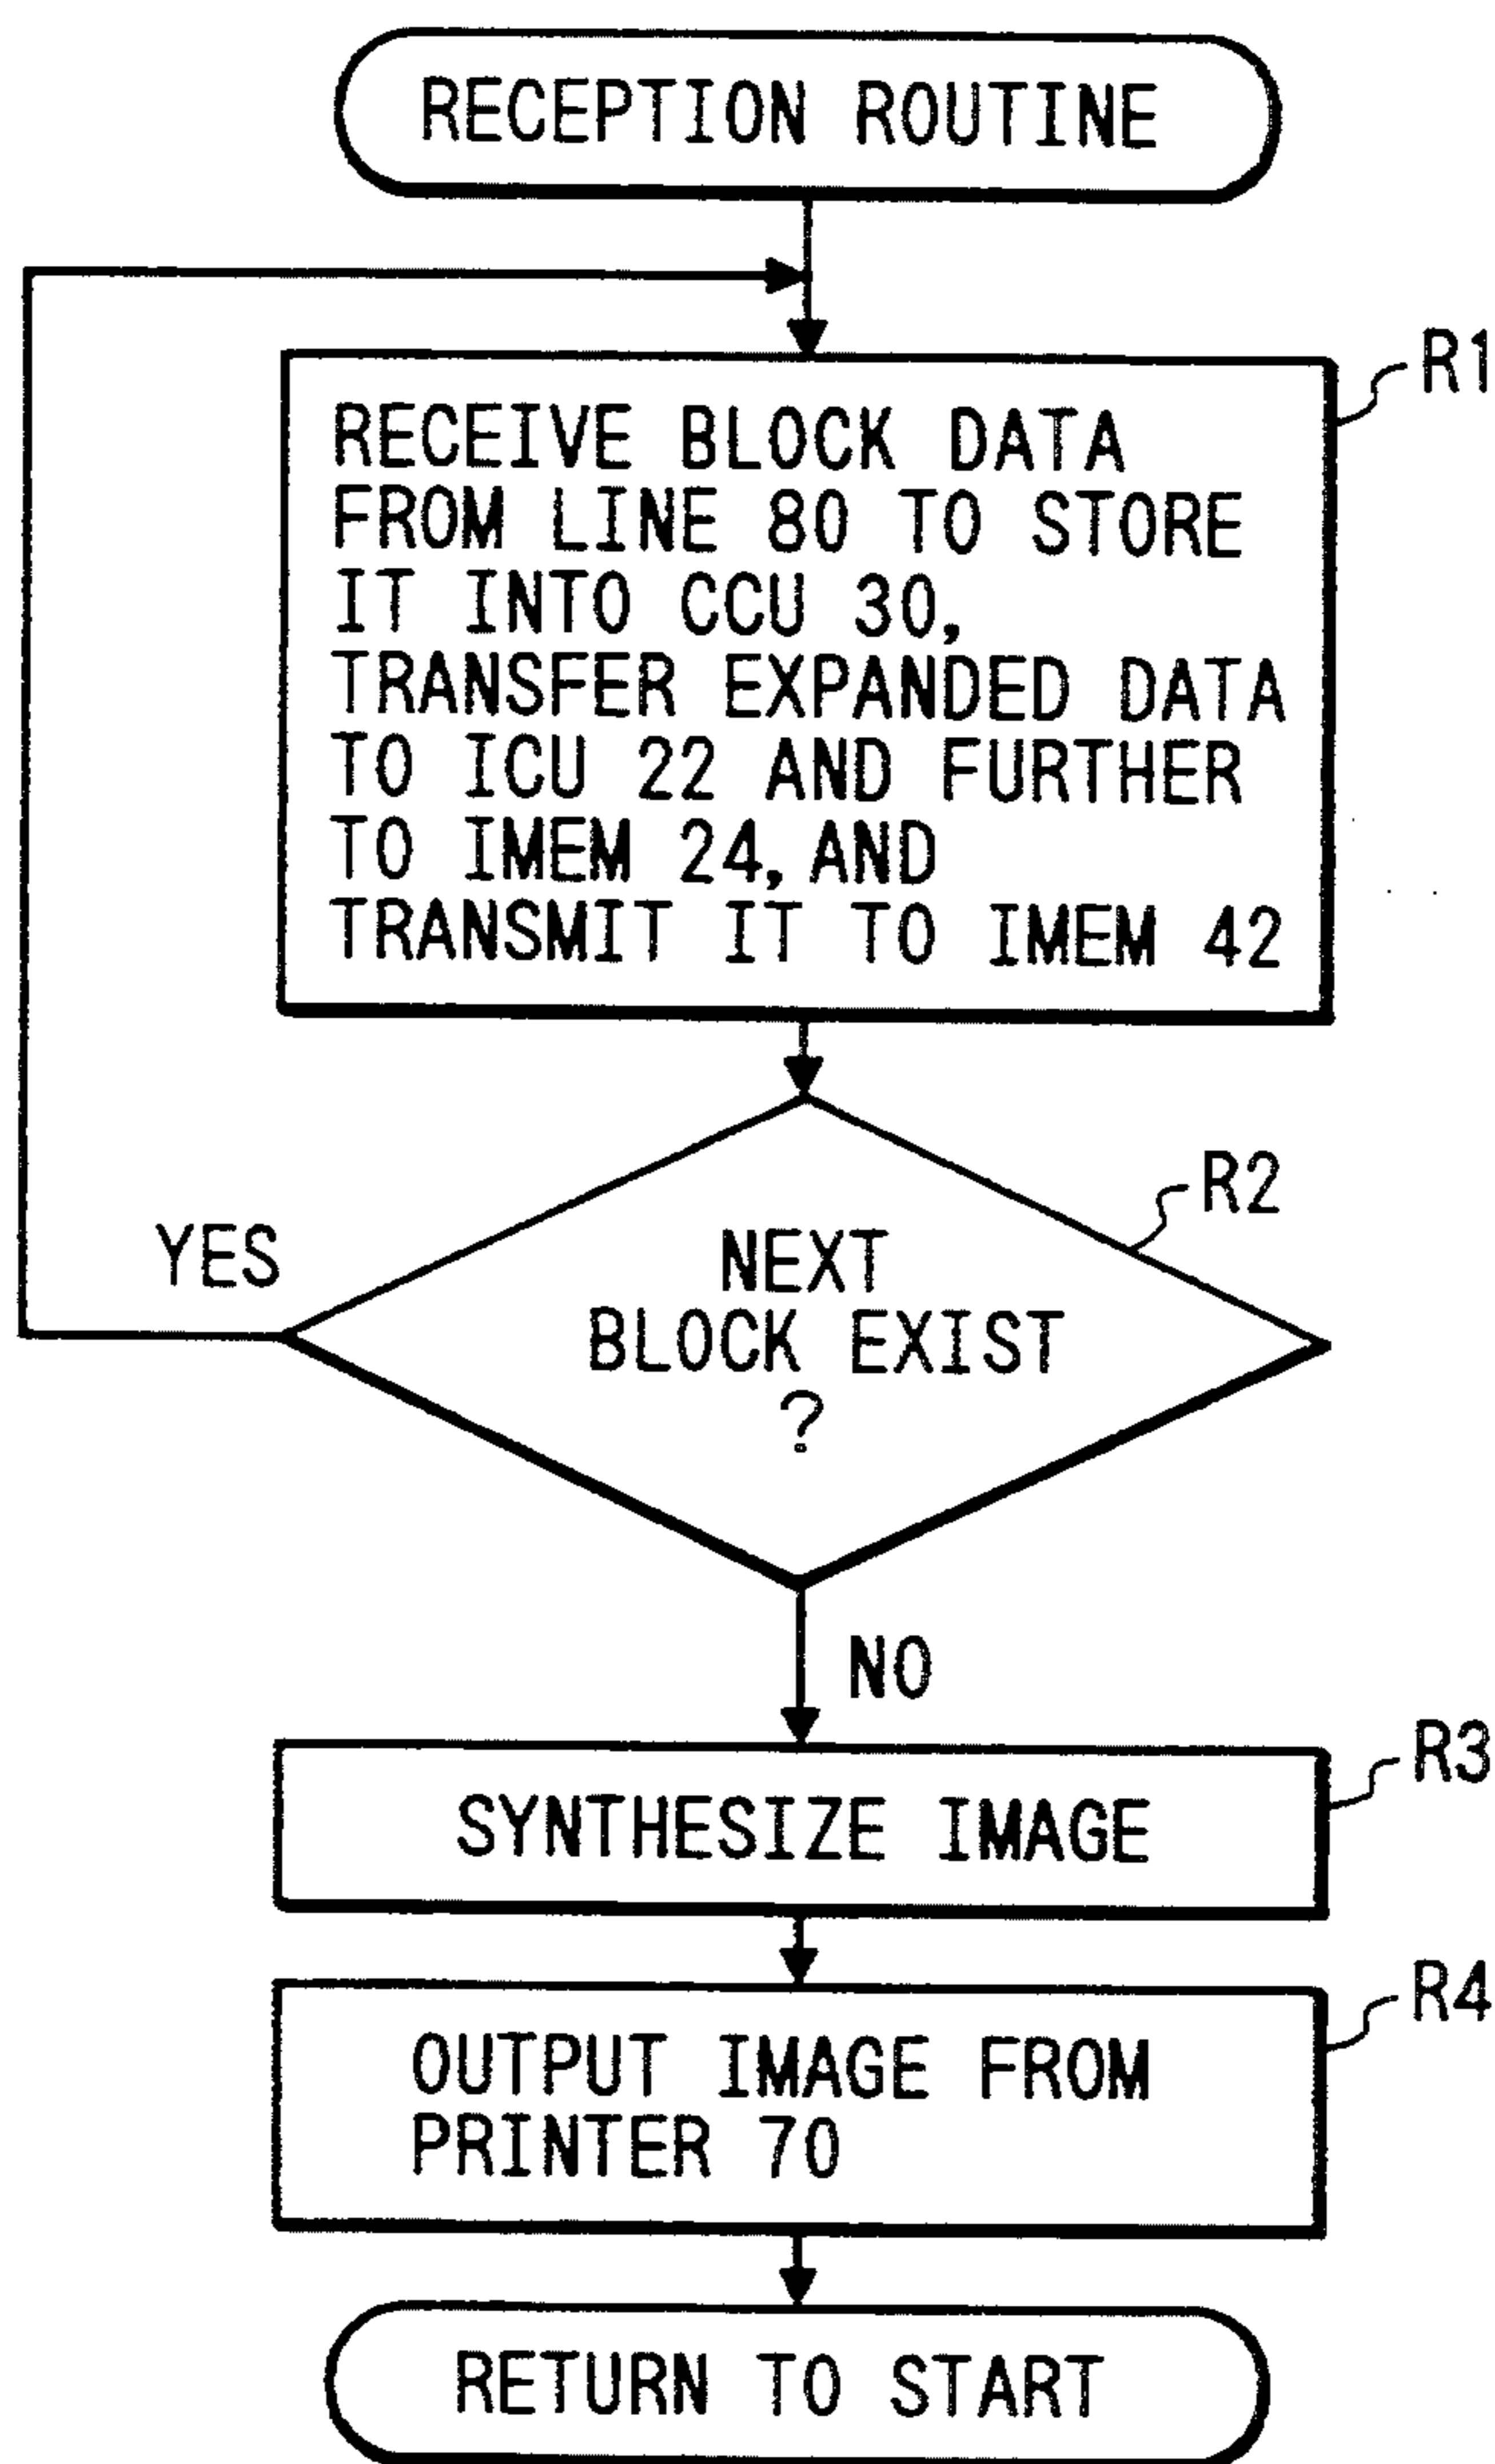 RECEPTION ROUTINE
R1
RECEIVE BLOCK DATA
FROM LINE 80 TO STORE
IT INTO CCU 30,
TRANSFER EXPANDED DATA
TO ICU 22 AND FURTHER
TO IMEM 24, AND
TRANSMIT IT TO IMEM 42
R2
YES
NEXT
BLOCK EXIST
?
NO
R3
SYNTHESIZE IMAGE
R4
OUTPUT IMAGE FROM
PRINTER 70
RETURN TO START